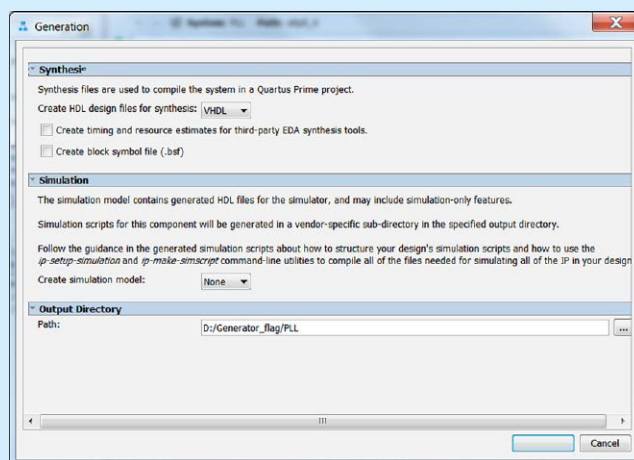 Generation
Synthesis
Synthesis files are used to compile the system in a Quartus Prime project.
Create HDL design files for synthesis: VHDL
Create timing and resource estimates for third-party EDA synthesis tools.
Create block symbol file (.bsf)
Simulation
The simulation model contains generated HDL files for the simulator, and may include simulation-only features.
Simulation scripts for this component will be generated in a vendor-specific sub-directory in the specified output directory.
Follow the guidance in the generated simulation scripts about how to structure your design's simulation scripts and how to use the
ip-setup-simulation and ip-make-simscript command-line utilities to compile all of the files needed for simulating all of the IP in your design
Create simulation model: None
Output Directory
Path: D:/Generator_flag/PLL ...
Cancel